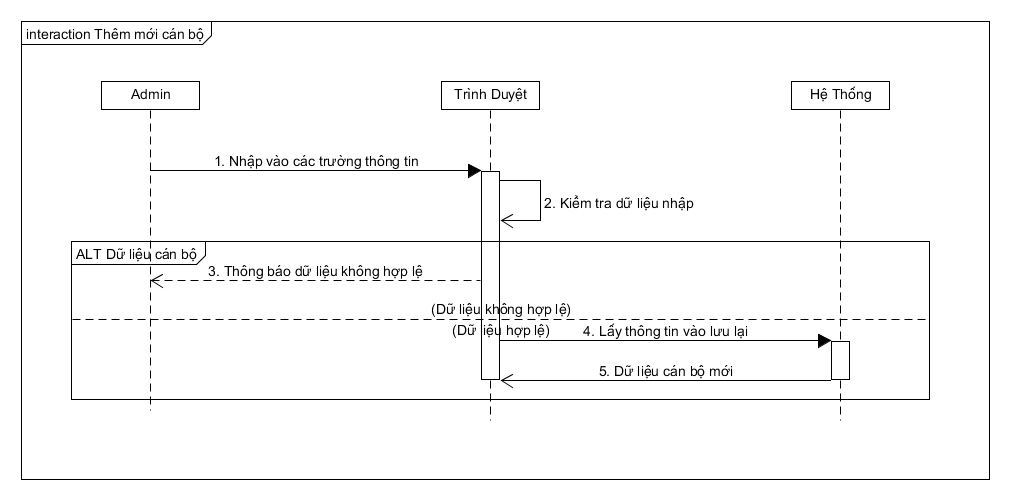 interaction Thêm mới cán bộ
Admin
Trình Duyệt
Hệ Thống
1. Nhập vào các trường thông tin
2. Kiểm tra dữ liệu nhập
ALT Dữ liệu cán bộ
3. Thông báo dữ liệu không hợp lệ
(Dữ liệu không hợp lệ)
(Dữ liệu hợp lệ)
4. Lấy thông tin vào lưu lại
5. Dữ liệu cán bộ mới